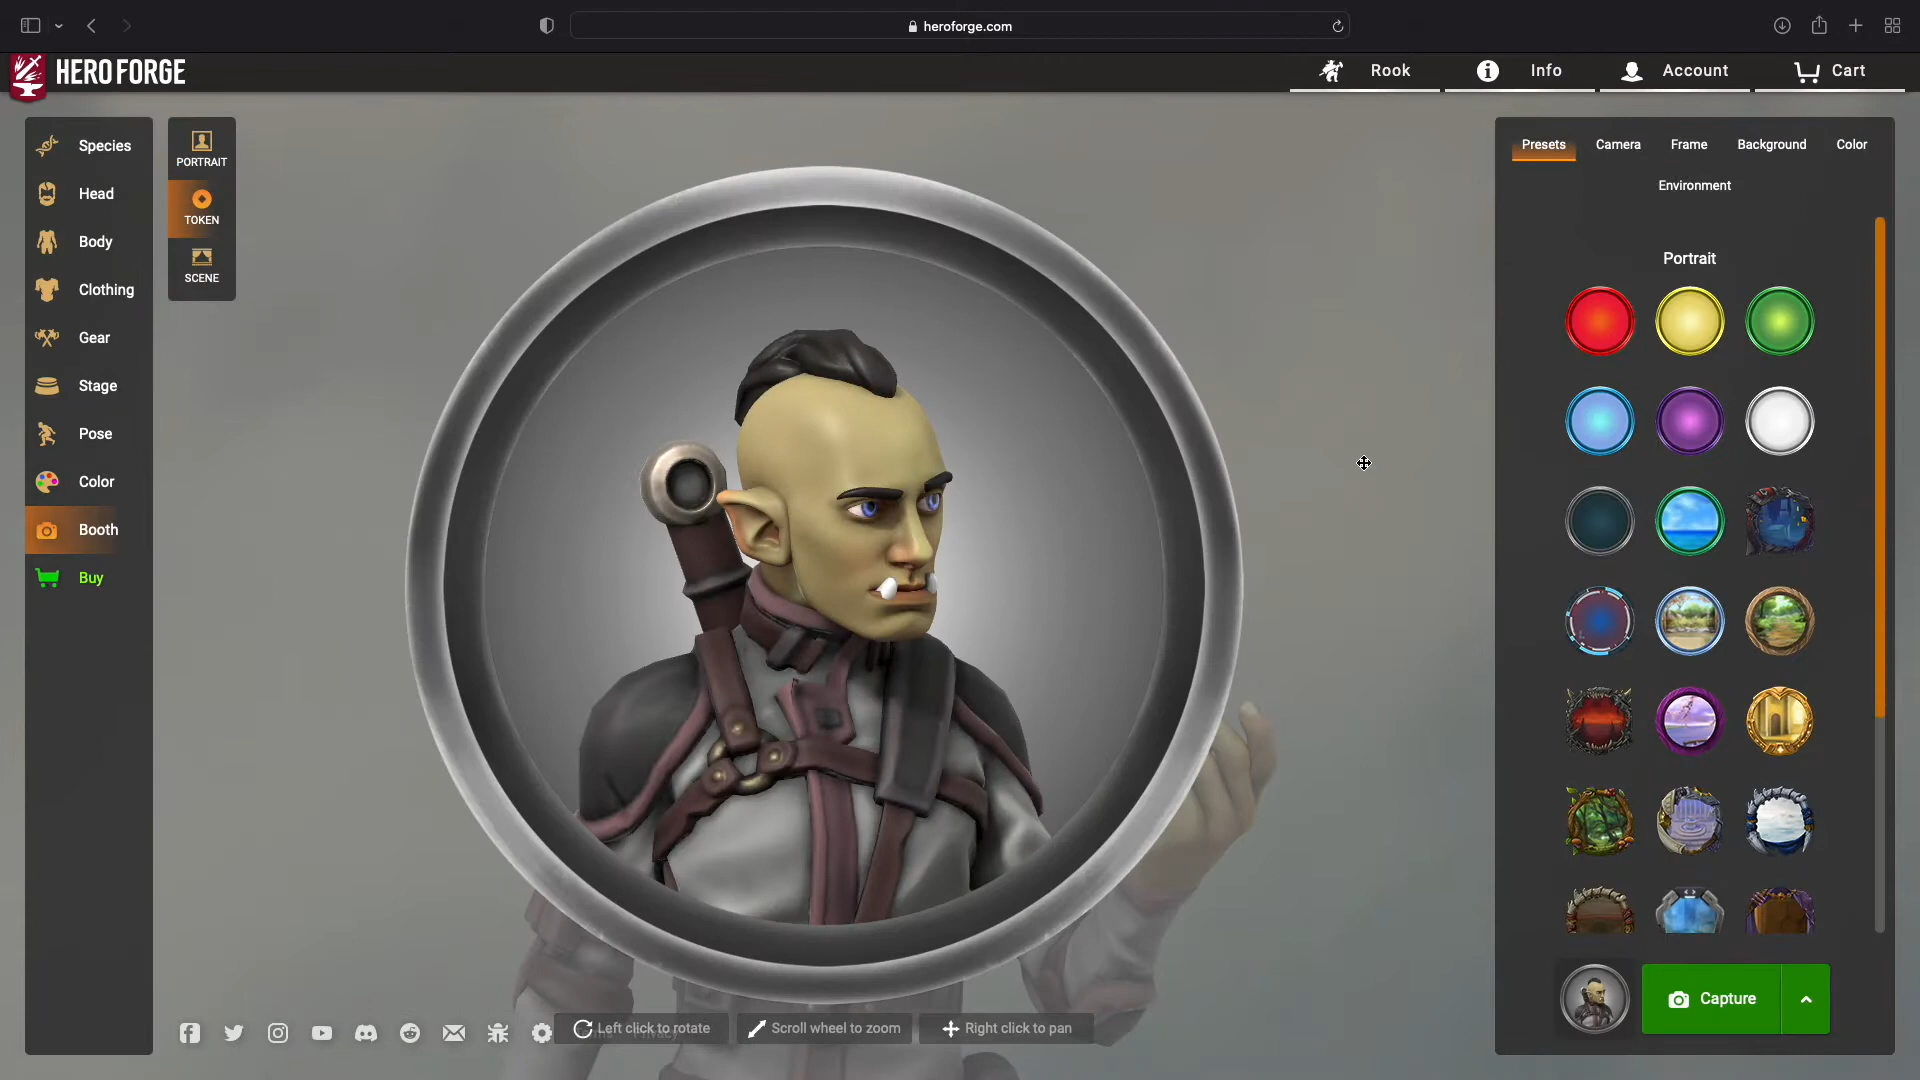 heroforge.com
HERO FORGE
Rook
Info
Account
Cart
Species
Head
Body
Clothing
Gear
Stage
Pose
Color
Booth
Buy
PORTRAIT
TOKEN
SCENE
Presets
Camera
Frame
Background
Color
Environment
Portrait
Capture
Left click to rotate
Scroll wheel to zoom
Right click to pan
Privacy